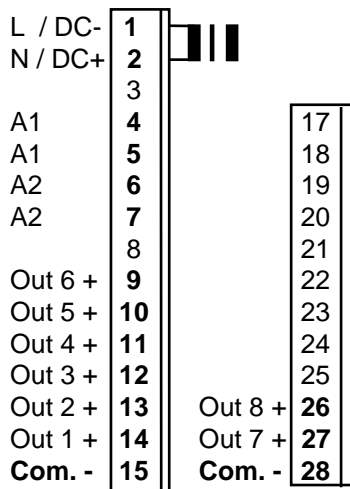 L / DC- 1
N / DC+ 2
3
A1 4
A1 5
A2 6
A2 7
8
Out 6 + 9
Out 5 + 10
Out 4 + 11
Out 3 + 12
Out 2 + 13
Out 1 + 14
Com. - 15
17
18
19
20
21
22
23
24
25
Out 8 + 26
Out 7 + 27
Com. - 28